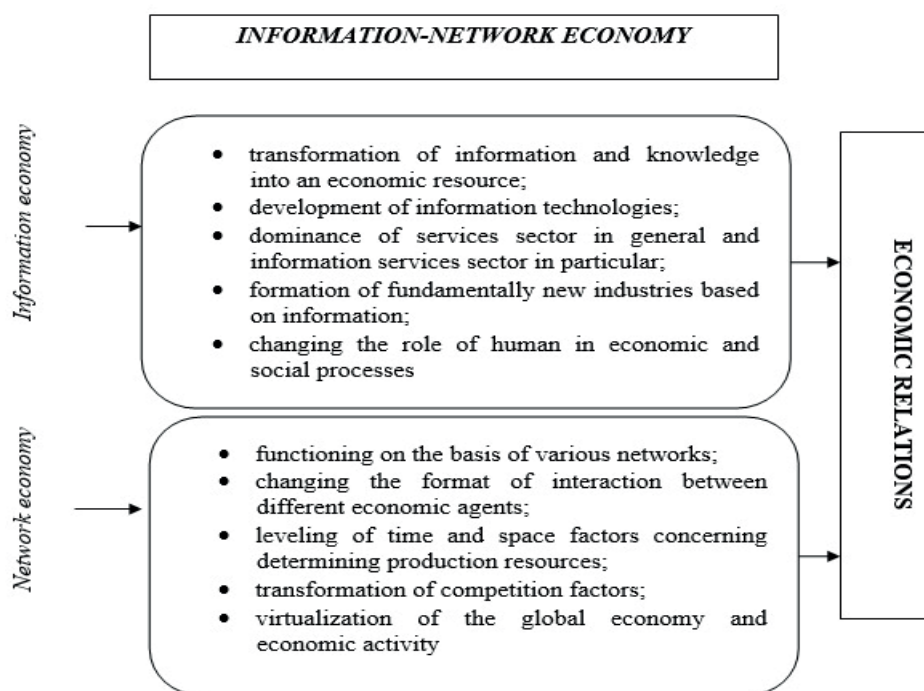 INFORMATION-NETWORK ECONOMY
Information economy
• transformation of information and knowledge
into an economic resource;
• development of information technologies;
• dominance of services sector in general and
information services sector in particular;
• formation of fundamentally new industries based
on information;
• changing the role of human in economic and
social processes
Network economy
• functioning on the basis of various networks;
• changing the format of interaction between
different economic agents;
• leveling of time and space factors concerning
determining production resources;
• transformation of competition factors;
• virtualization of the global economy and
economic activity
ECONOMIC RELATIONS